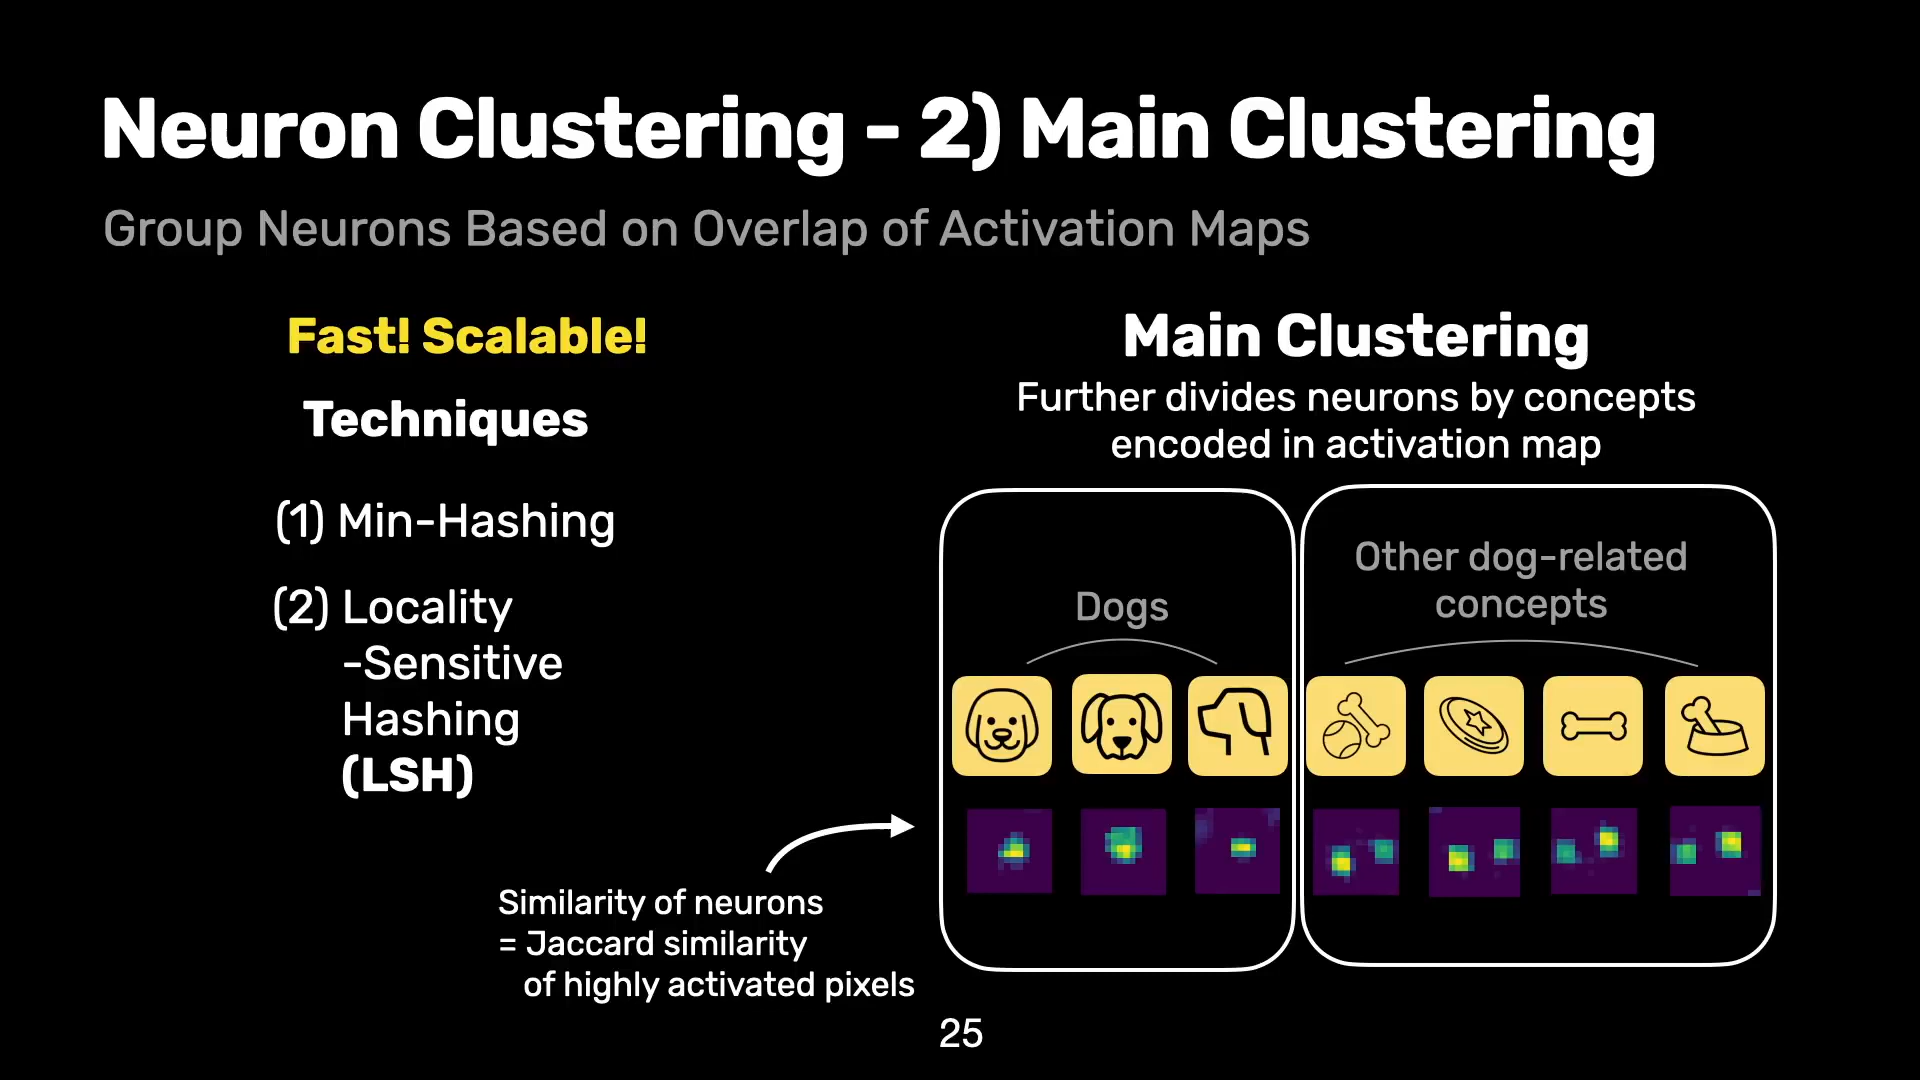 Neuron Clustering - 2) Main Clustering
Group Neurons Based on Overlap of Activation Maps
Fast! Scalable!
Techniques
(1) Min-Hashing
(2) Locality
-Sensitive
Hashing
(LSH)
Similarity of neurons
= Jaccard similarity
of highly activated pixels
Main Clustering
Further divides neurons by concepts
encoded in activation map
Dogs
Other dog-related
concepts
25